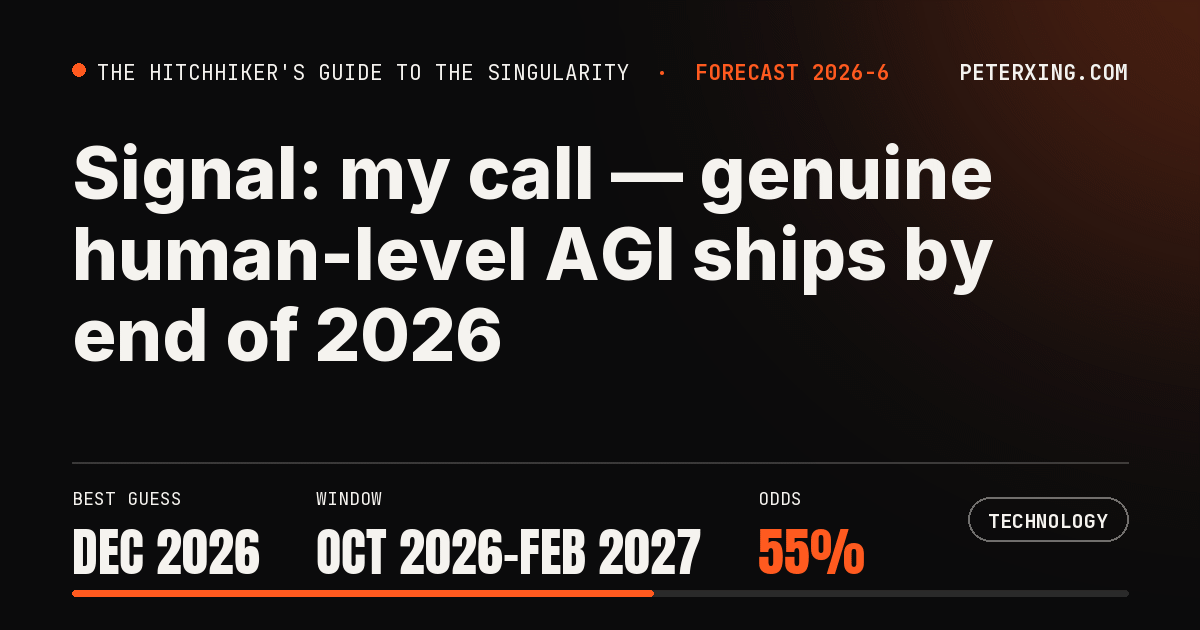 THE HITCHHIKER'S GUIDE TO THE SINGULARITY · FORECAST 2026-6 PETERXING.COM
Signal: my call — genuine
human-level AGI ships by
end of 2026
BEST GUESS WINDOW ODDS
DEC 2026 OCT 2026-FEB 2027 55% TECHNOLOGY